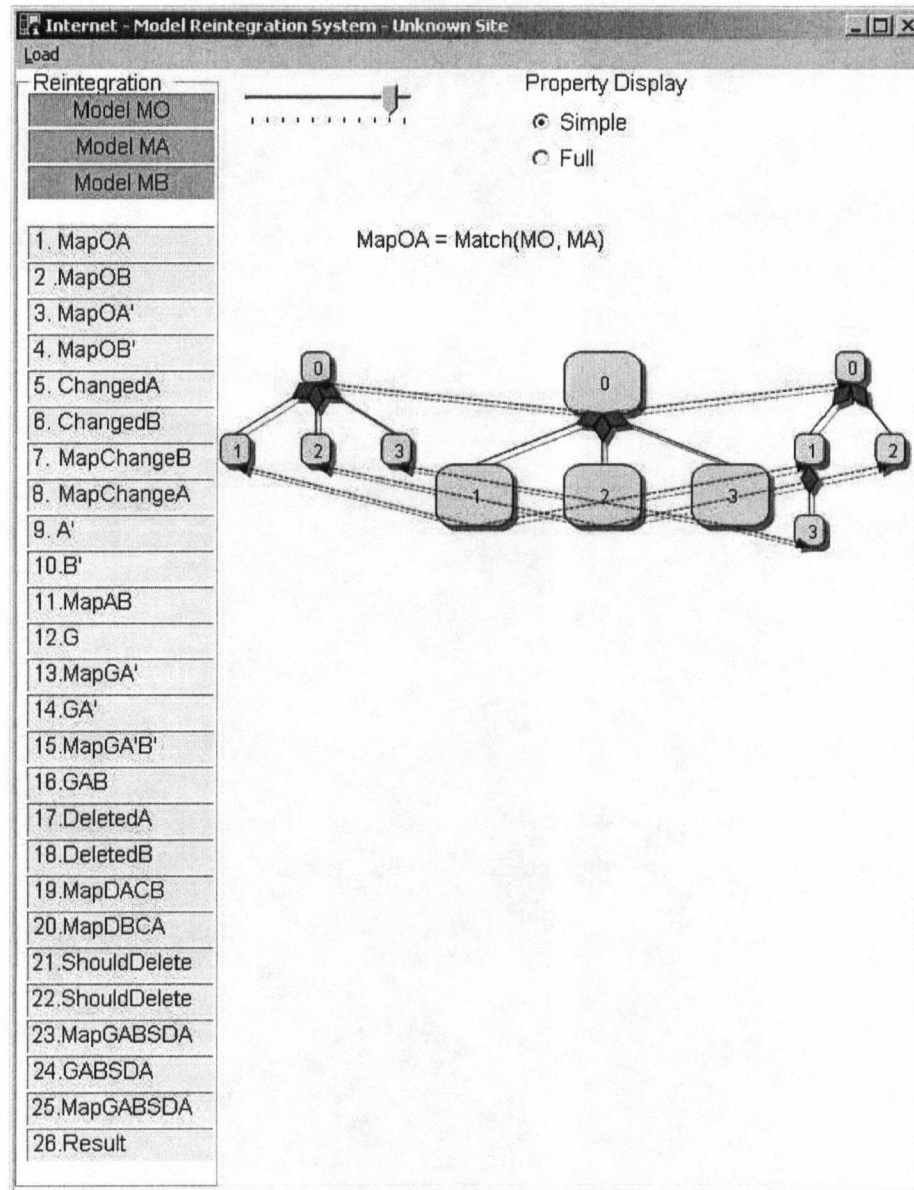 Internet - Model Reintegration System - Unknown Site
Load
Reintegration
Model MO
Model MA
Model MB
1. MapOA
2 .MapOB
3. MapOA'
4. MapOB'
5. ChangedA
6. ChangedB
7. MapChangeB
8. MapChangeA
9. A'
10.B'
11.MapAB
12.G
13.MapGA'
14.GA'
15.MapGA'B'
16.GAB
17.DeletedA
18.DeletedB
19.MapDACB
20.MapDBCA
21.ShouldDelete
22.ShouldDelete
23.MapGABSDA
24.GABSDA
25.MapGABSDA
26.Result
Property Display
Simple
Full
MapOA = Match(MO, MA)
0
1 2 3
0
1 2 3
0
1 2
3